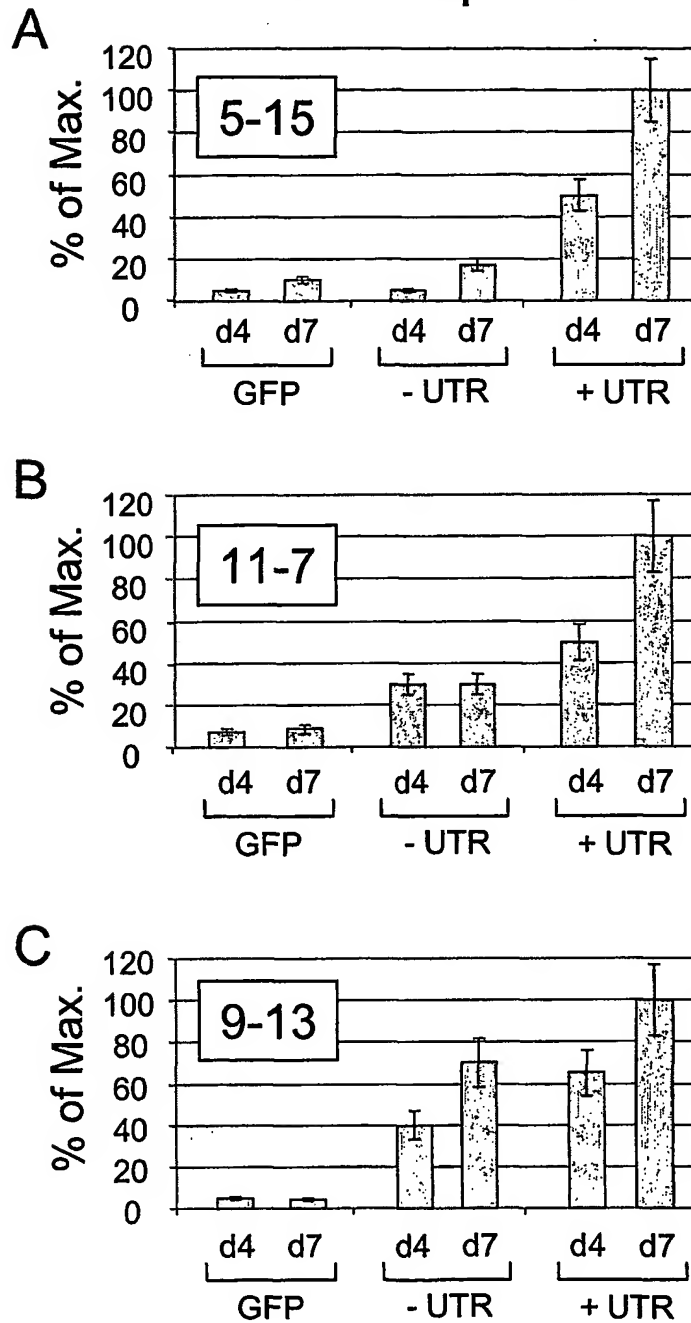 A
% of Max.
120
100
80
60
40
20
0
5-15
d4 d7 d4 d7 d4 d7
GFP - UTR + UTR
B
% of Max.
120
100
80
60
40
20
0
11-7
d4 d7 d4 d7 d4 d7
GFP - UTR + UTR
C
% of Max.
120
100
80
60
40
20
0
9-13
d4 d7 d4 d7 d4 d7
GFP - UTR + UTR